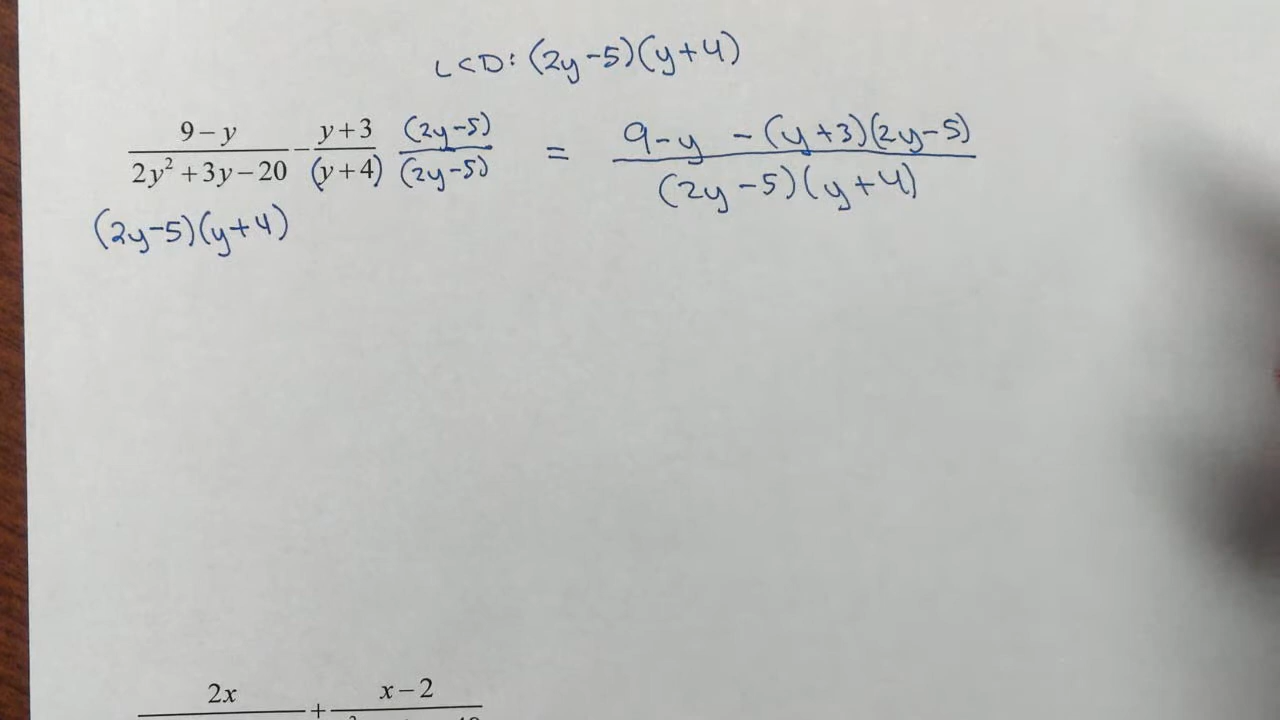 LCD: (2y-5)(y+4)
9-y y+3 (2y-5) 9-y -(y+3)(2y-5)
— - — — = —
2y²+3y-20 (y+4) (2y-5) (2y-5)(y+4)
(2y-5)(y+4)
2x x-2
— + —